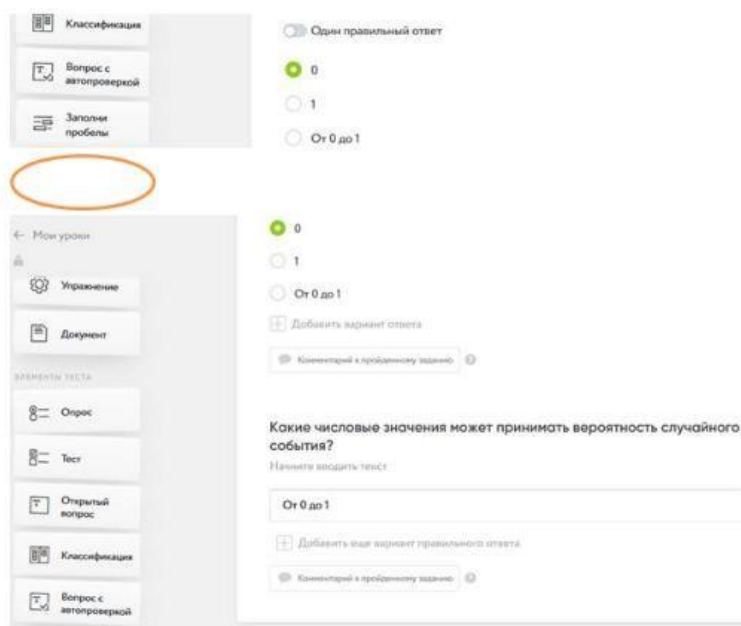 Классификация
Вопрос с
автопроверкой
Заполни
пробелы
Один правильный ответ
0
1
От 0 до 1
← Мои уроки
Упражнение
Документ
ЭЛЕМЕНТЫ ТЕСТА
Опрос
Тест
Открытый
вопрос
Классификация
Вопрос с
автопроверкой
0
1
От 0 до 1
Добавить вариант ответа
Комментарий к пройденному заданию
Какие числовые значения может принимать вероятность случайного
события?
Начните вводить текст
От 0 до 1
Добавить еще вариант правильного ответа
Комментарий к пройденному заданию